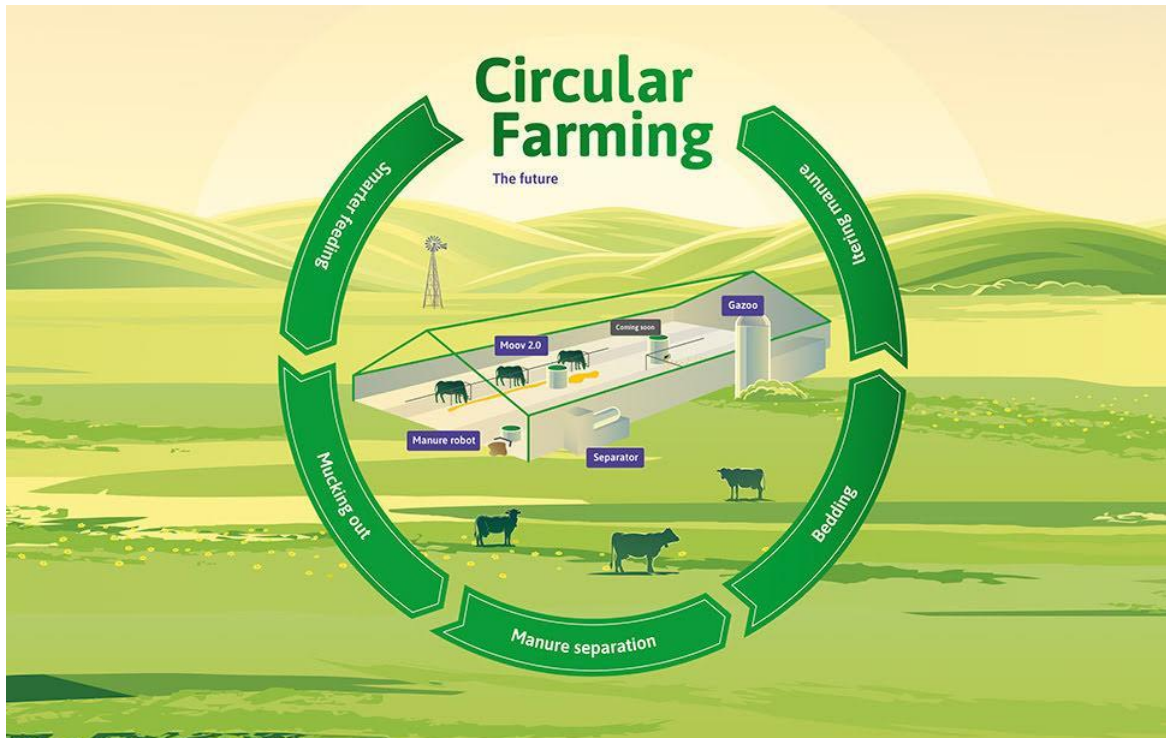 Circular
Farming
The future
Smarter feeding
Itering manure
Gazoo
Coming soon
Moov 2.0
Manure robot
Separator
Mucking out
Bedding
Manure separation